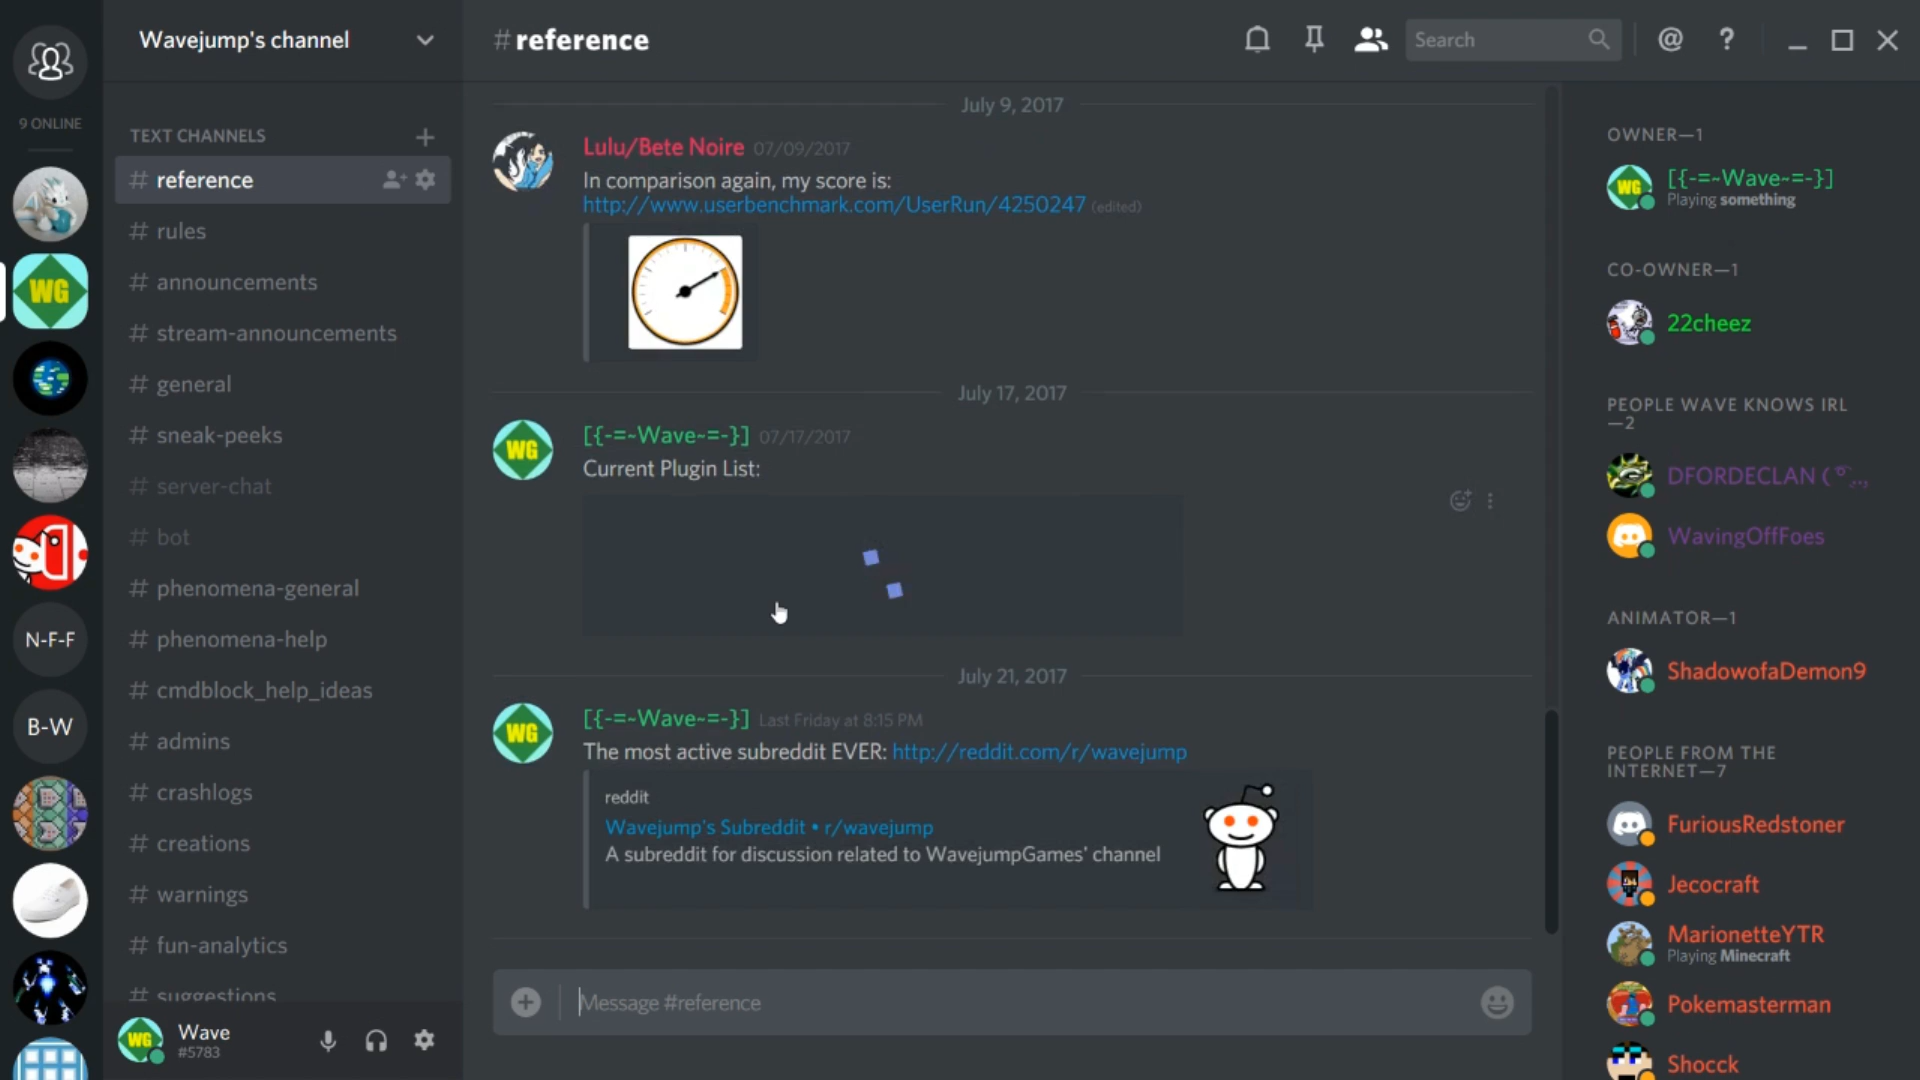 Wavejump's channel
#reference
Search
@
?
9 ONLINE
WG
N-F-F
B-W
TEXT CHANNELS
# reference
# rules
# announcements
# stream-announcements
# general
# sneak-peeks
# server-chat
# bot
# phenomena-general
# phenomena-help
# cmdblock_help_ideas
# admins
# crashlogs
# creations
# warnings
# fun-analytics
# suggestions
WG
Wave
#5783
July 9, 2017
Lulu/Bete Noire 07/09/2017
In comparison again, my score is:
http://www.userbenchmark.com/UserRun/4250247 (edited)
July 17, 2017
WG
[{-=~Wave~=-}] 07/17/2017
Current Plugin List:
July 21, 2017
WG
[{-=~Wave~=-}] Last Friday at 8:15 PM
The most active subreddit EVER: http://reddit.com/r/wavejump
reddit
Wavejump's Subreddit • r/wavejump
A subreddit for discussion related to WavejumpGames' channel
Message #reference
OWNER—1
WG
[{-=~Wave~=-}]
Playing something
CO-OWNER—1
22cheez
PEOPLE WAVE KNOWS IRL
—2
DFORDECLAN
WavingOffFoes
ANIMATOR—1
ShadowofaDemon9
PEOPLE FROM THE
INTERNET—7
FuriousRedstoner
Jecocraft
MarionetteYTR
Playing Minecraft
Pokemasterman
Shocck